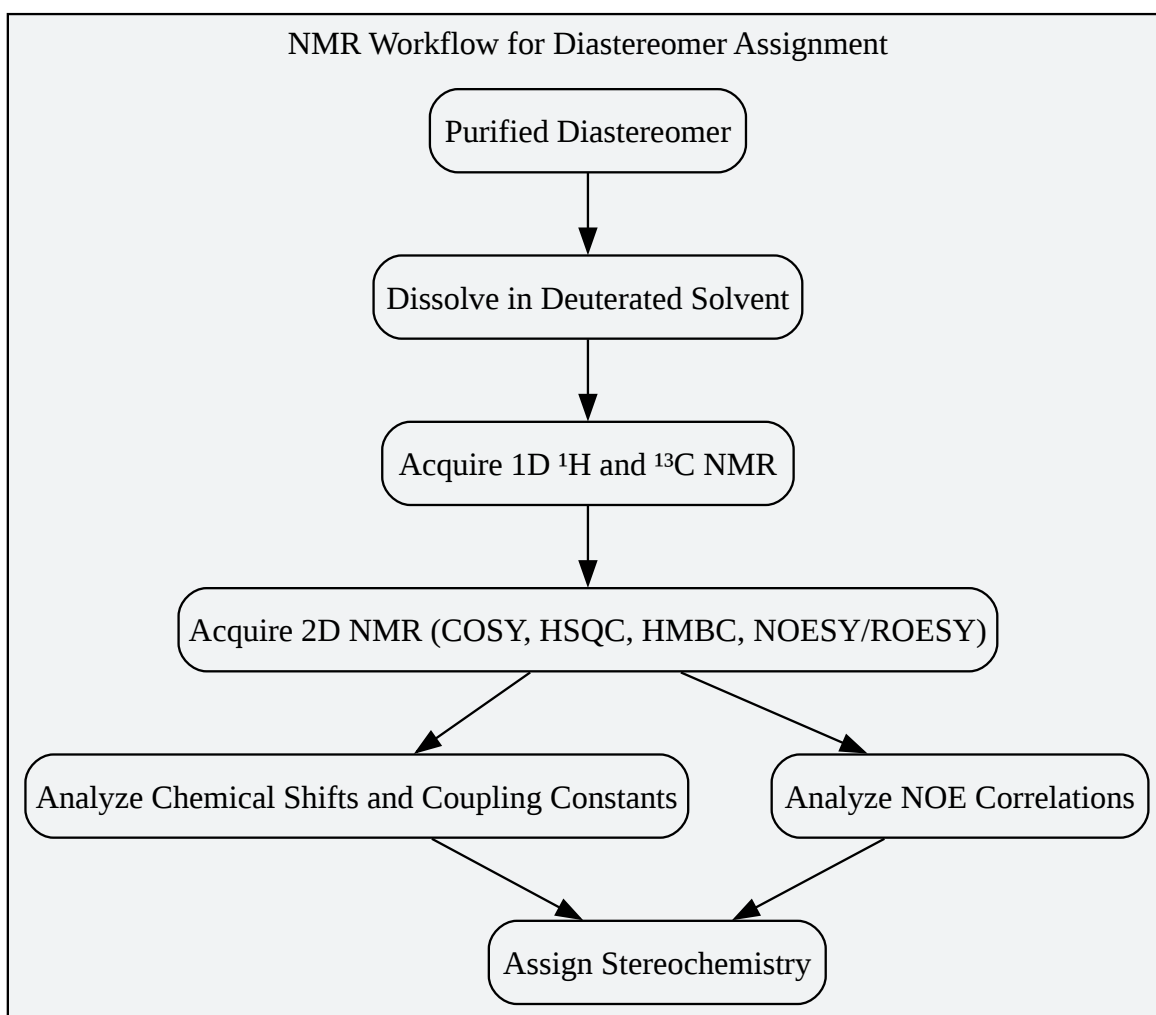 NMR Workflow for Diastereomer Assignment
Purified Diastereomer
Dissolve in Deuterated Solvent
Acquire 1D ¹H and ¹³C NMR
Acquire 2D NMR (COSY, HSQC, HMBC, NOESY/ROESY)
Analyze Chemical Shifts and Coupling Constants
Analyze NOE Correlations
Assign Stereochemistry